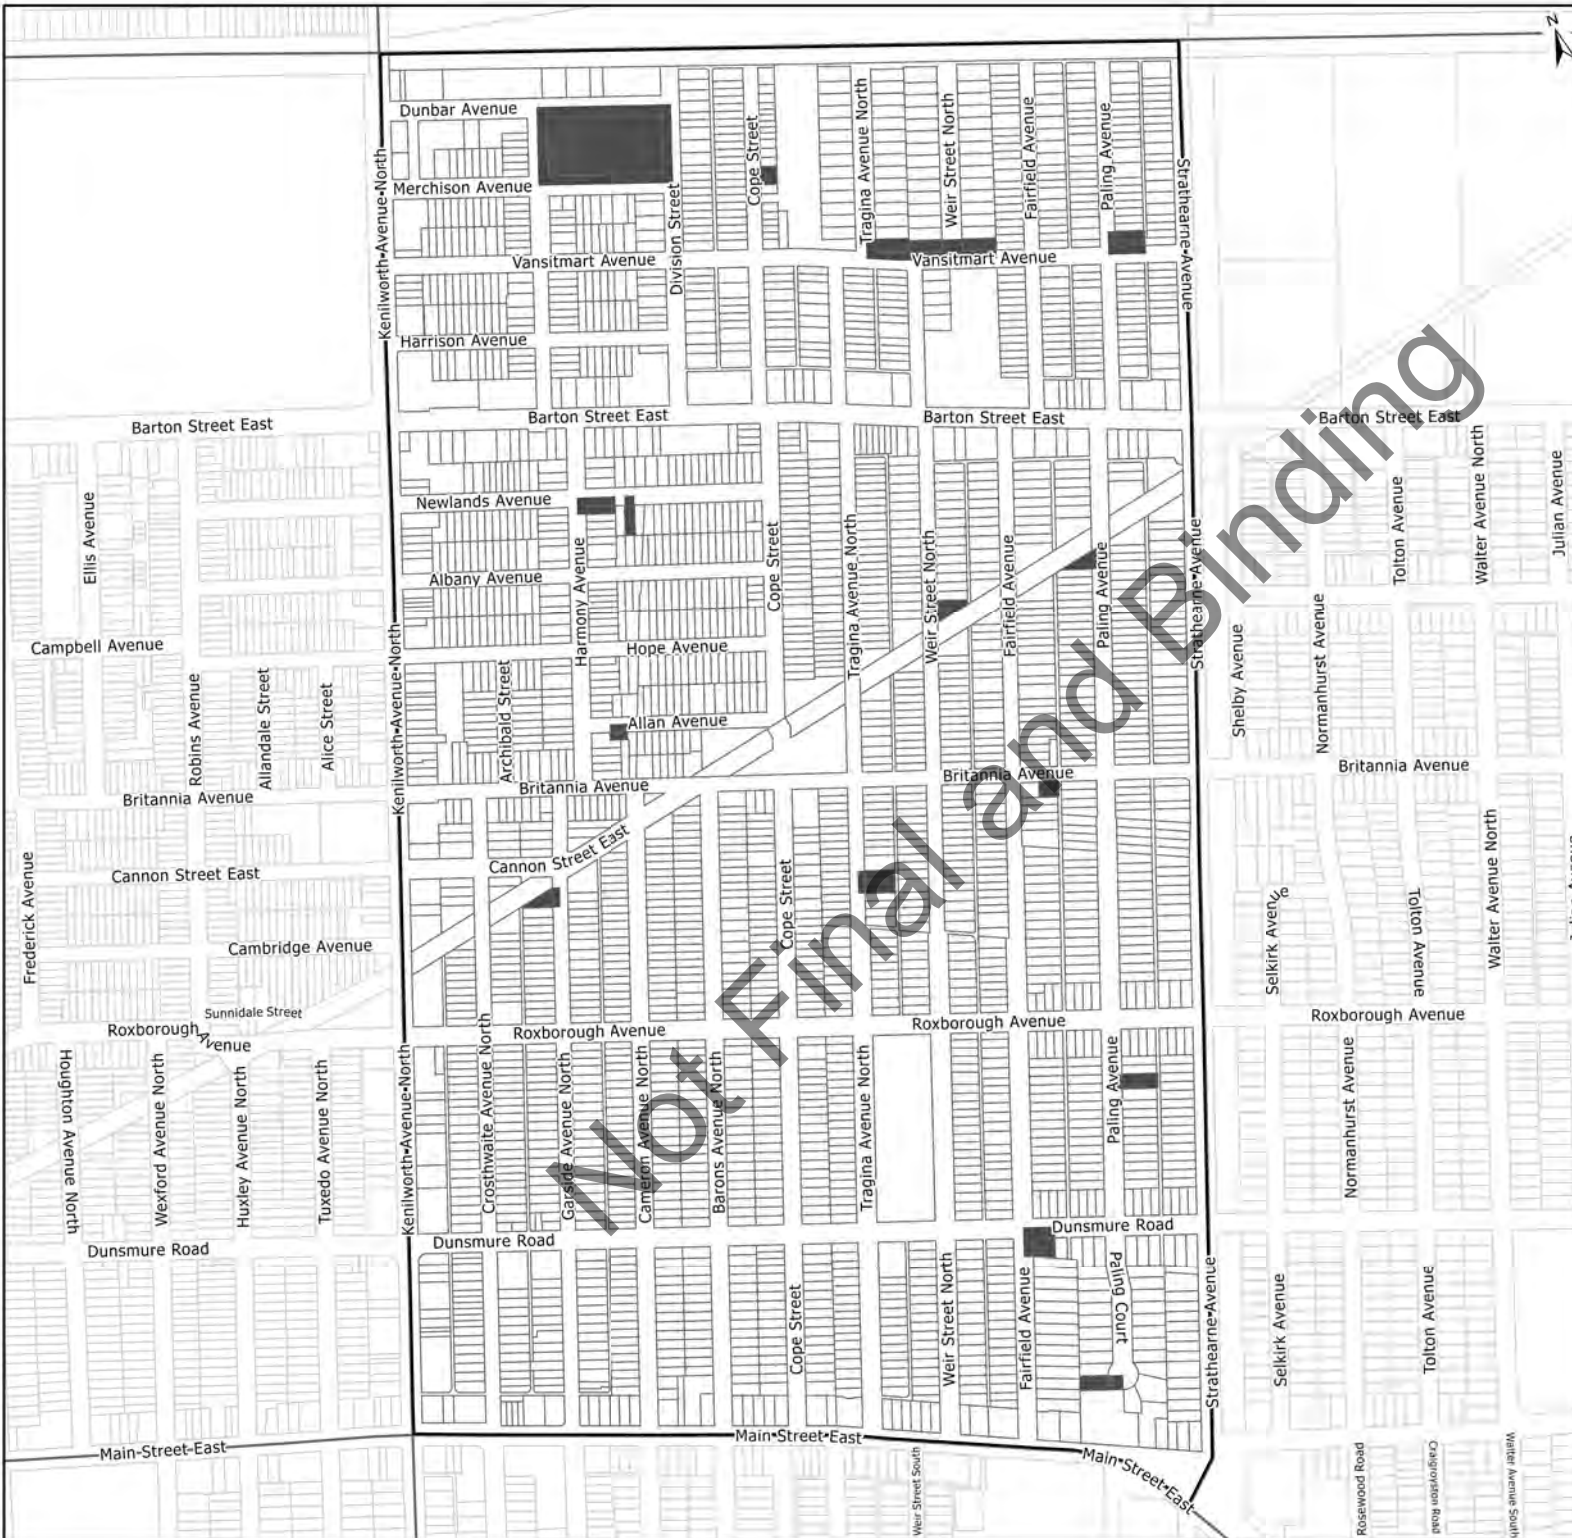 N
Dunbar Avenue
Merchison Avenue
Kenilworth Avenue North
Division Street
Cope Street
Tragina Avenue North
Weir Street North
Fairfield Avenue
Paling Avenue
Strathearne Avenue
Vansitmart Avenue
Vansitmart Avenue
Harrison Avenue
Barton Street East
Barton Street East
Barton Street East
Barton Street East
Ellis Avenue
Newlands Avenue
Albany Avenue
Harmony Avenue
Cope Street
Tragina Avenue North
Weir Street North
Fairfield Avenue
Paling Avenue
Strathearne Avenue
Tolton Avenue
Walter Avenue North
Julian Avenue
Campbell Avenue
Kenilworth Avenue North
Hope Avenue
Shelby Avenue
Normanhurst Avenue
Robins Avenue
Allandale Street
Alice Street
Archibald Street
Allan Avenue
Britannia Avenue
Britannia Avenue
Britannia Avenue
Britannia Avenue
Frederick Avenue
Cannon Street East
Cannon Street East
Cope Street
Selkirk Avenue
Tolton Avenue
Walter Avenue North
Cambridge Avenue
Sunnidale Street
Roxborough Avenue
Roxborough Avenue
Roxborough Avenue
Roxborough Avenue
Houghton Avenue North
Wexford Avenue North
Huxley Avenue North
Tuxedo Avenue North
Kenilworth Avenue North
Crosthwaite Avenue North
Garside Avenue North
Cameron Avenue North
Barons Avenue North
Tragina Avenue North
Paling Avenue
Normanhurst Avenue
Dunsmure Road
Dunsmure Road
Dunsmure Road
Cope Street
Weir Street North
Fairfield Avenue
Paling Court
Strathearne Avenue
Selkirk Avenue
Tolton Avenue
Main Street East
Main Street East
Main Street East
Weir Street South
Rosewood Road
Craigroyston Road
Walter Avenue South
Not Final and Binding